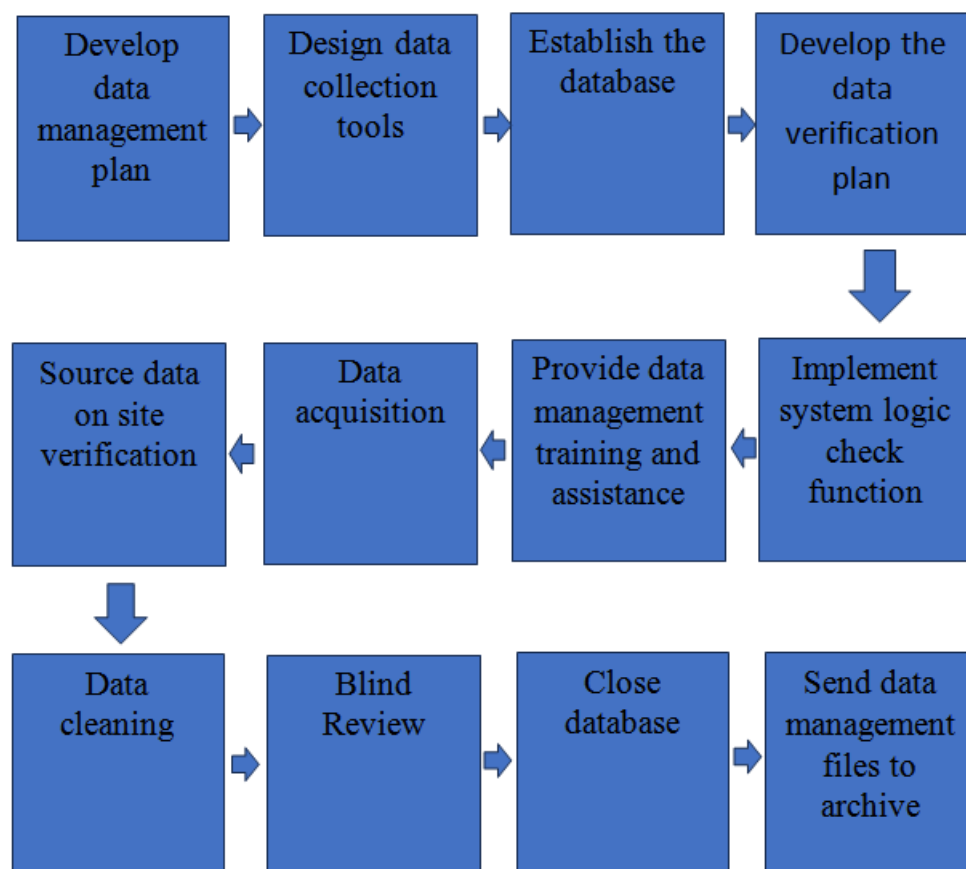 Develop
data
management
plan
Design data
collection
tools
Establish the
database
Develop the
data
verification
plan
Implement
system logic
check
function
Provide data
management
training and
assistance
Data
acquisition
Source data
on site
verification
Data
cleaning
Blind
Review
Close
database
Send data
management
files to
archive